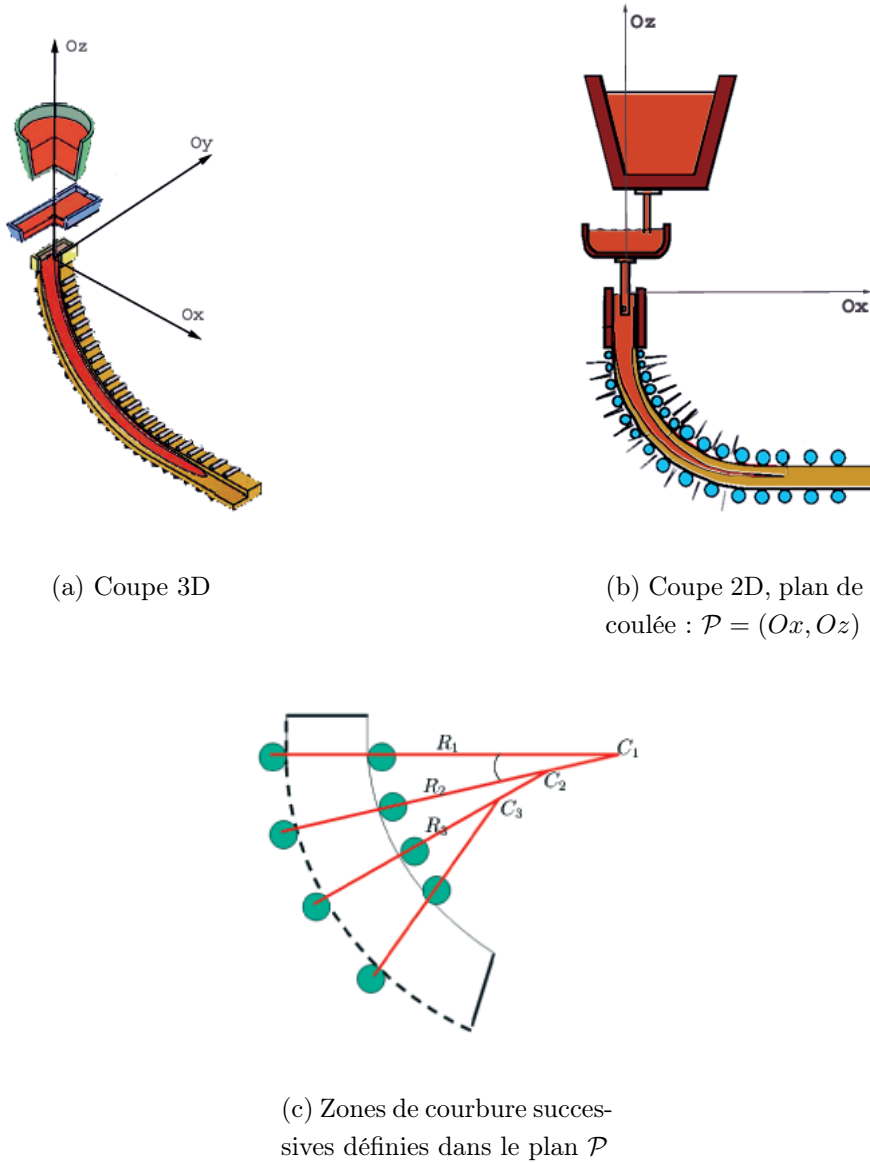 Oz
Oy
Ox
Oz
Ox
(a) Coupe 3D
(b) Coupe 2D, plan de
coulée : 𝒫 = (Ox, Oz)
R₁
C₁
R₂
C₂
R₃
C₃
(c) Zones de courbure succes-
sives définies dans le plan 𝒫